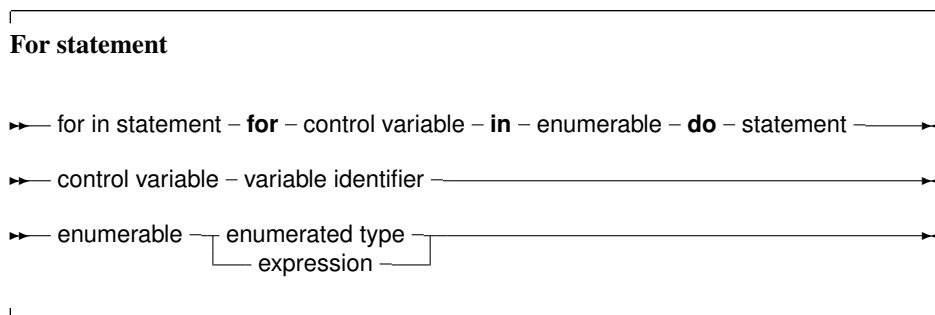 For statement
for in statement – for – control variable – in – enumerable – do – statement
control variable – variable identifier
enumerable – enumerated type
expression